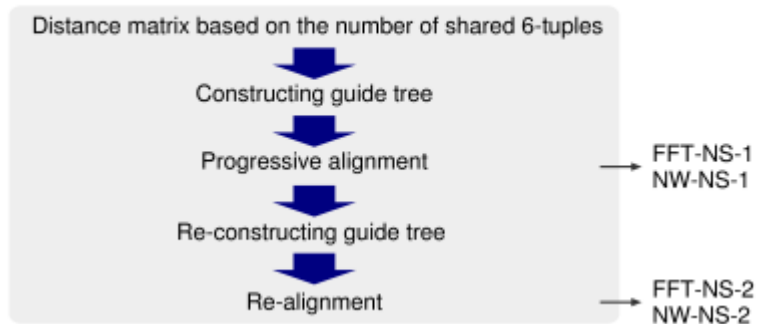 Distance matrix based on the number of shared 6-tuples
Constructing guide tree
Progressive alignment
FFT-NS-1
NW-NS-1
Re-constructing guide tree
Re-alignment
FFT-NS-2
NW-NS-2